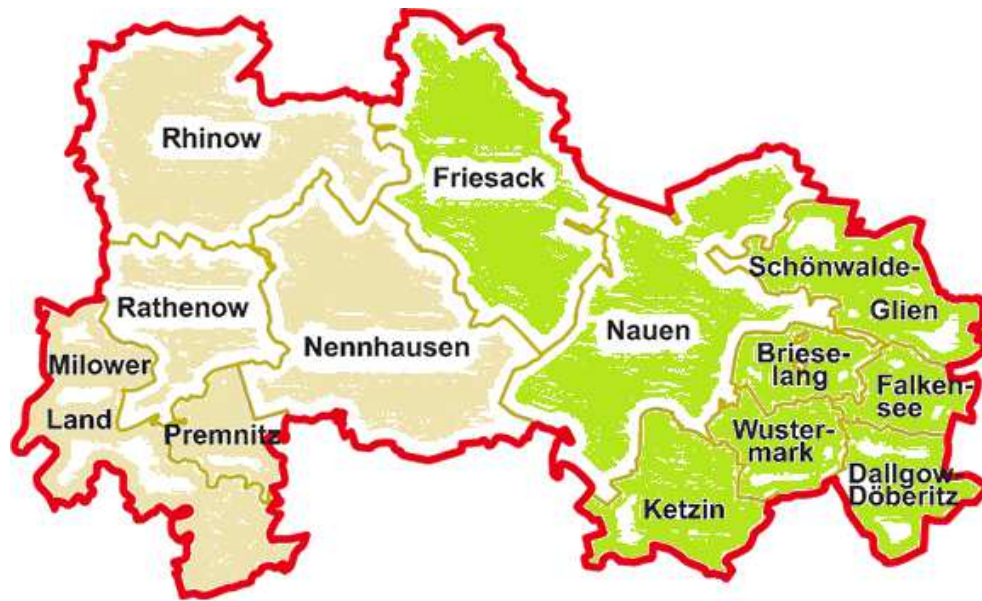 Rhinow
Friesack
Schönwalde-
Glien
Rathenow
Nauen
Nennhausen
Milower
Land
Briese-
lang
Falken-
see
Premnitz
Wuster-
mark
Dallgow
Döberitz
Ketzin